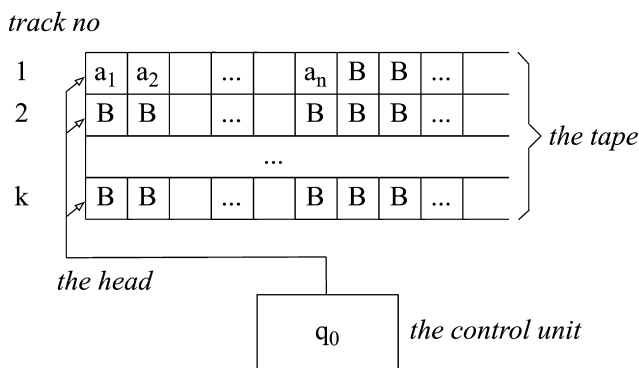 track no
1 a1 a2 ... an B B ...
2 B B ... B B B ...
...
the tape
k B B ... B B B ...
the head
q0 the control unit